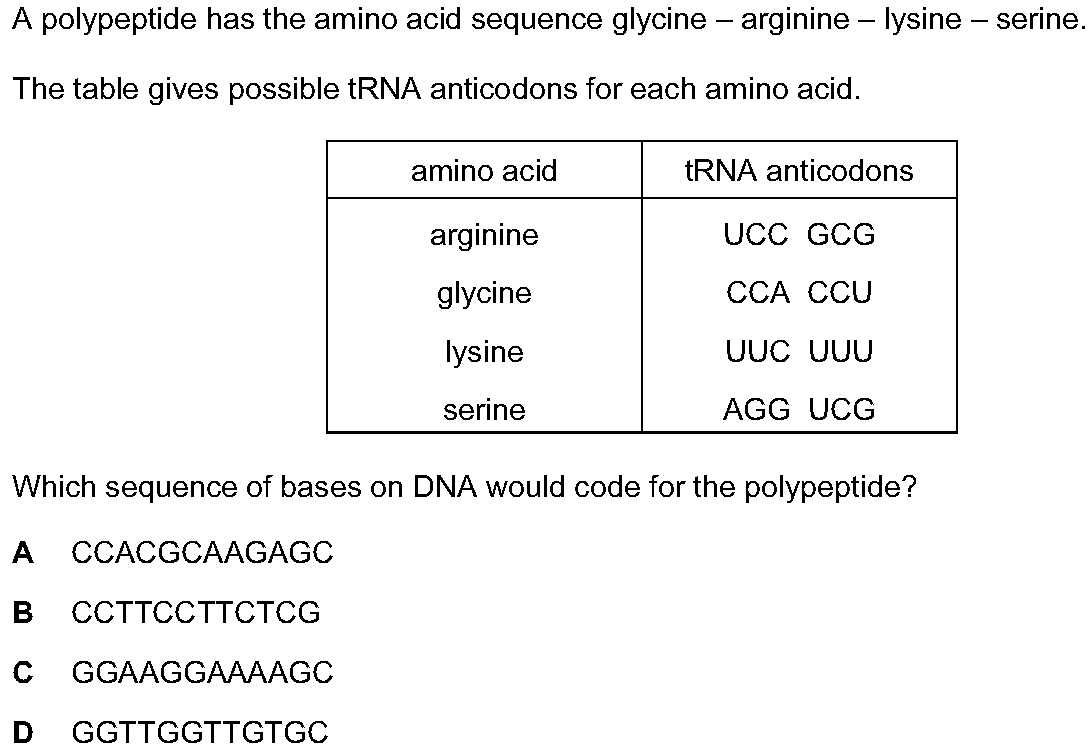 A polypeptide has the amino acid sequence glycine – arginine – lysine – serine.
The table gives possible tRNA anticodons for each amino acid.
amino acid tRNA anticodons
arginine UCC GCG
glycine CCA CCU
lysine UUC UUU
serine AGG UCG
Which sequence of bases on DNA would code for the polypeptide?
A CCACGCAAGAGC
B CCTTCCTTCTCG
C GGAAGGAAAAGC
D GGTTGGTTGTGC